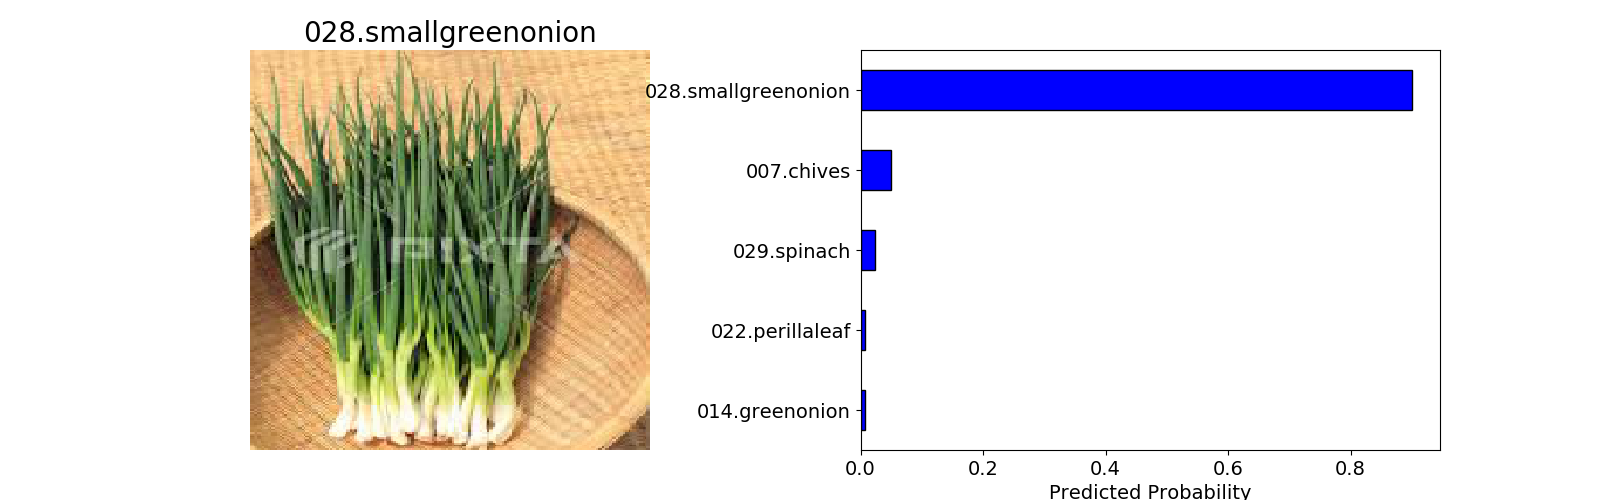 028.smallgreenonion
PIXTA
028.smallgreenonion
007.chives
029.spinach
022.perillaleaf
014.greenonion
0.0 0.2 0.4 0.6 0.8
Predicted Probability